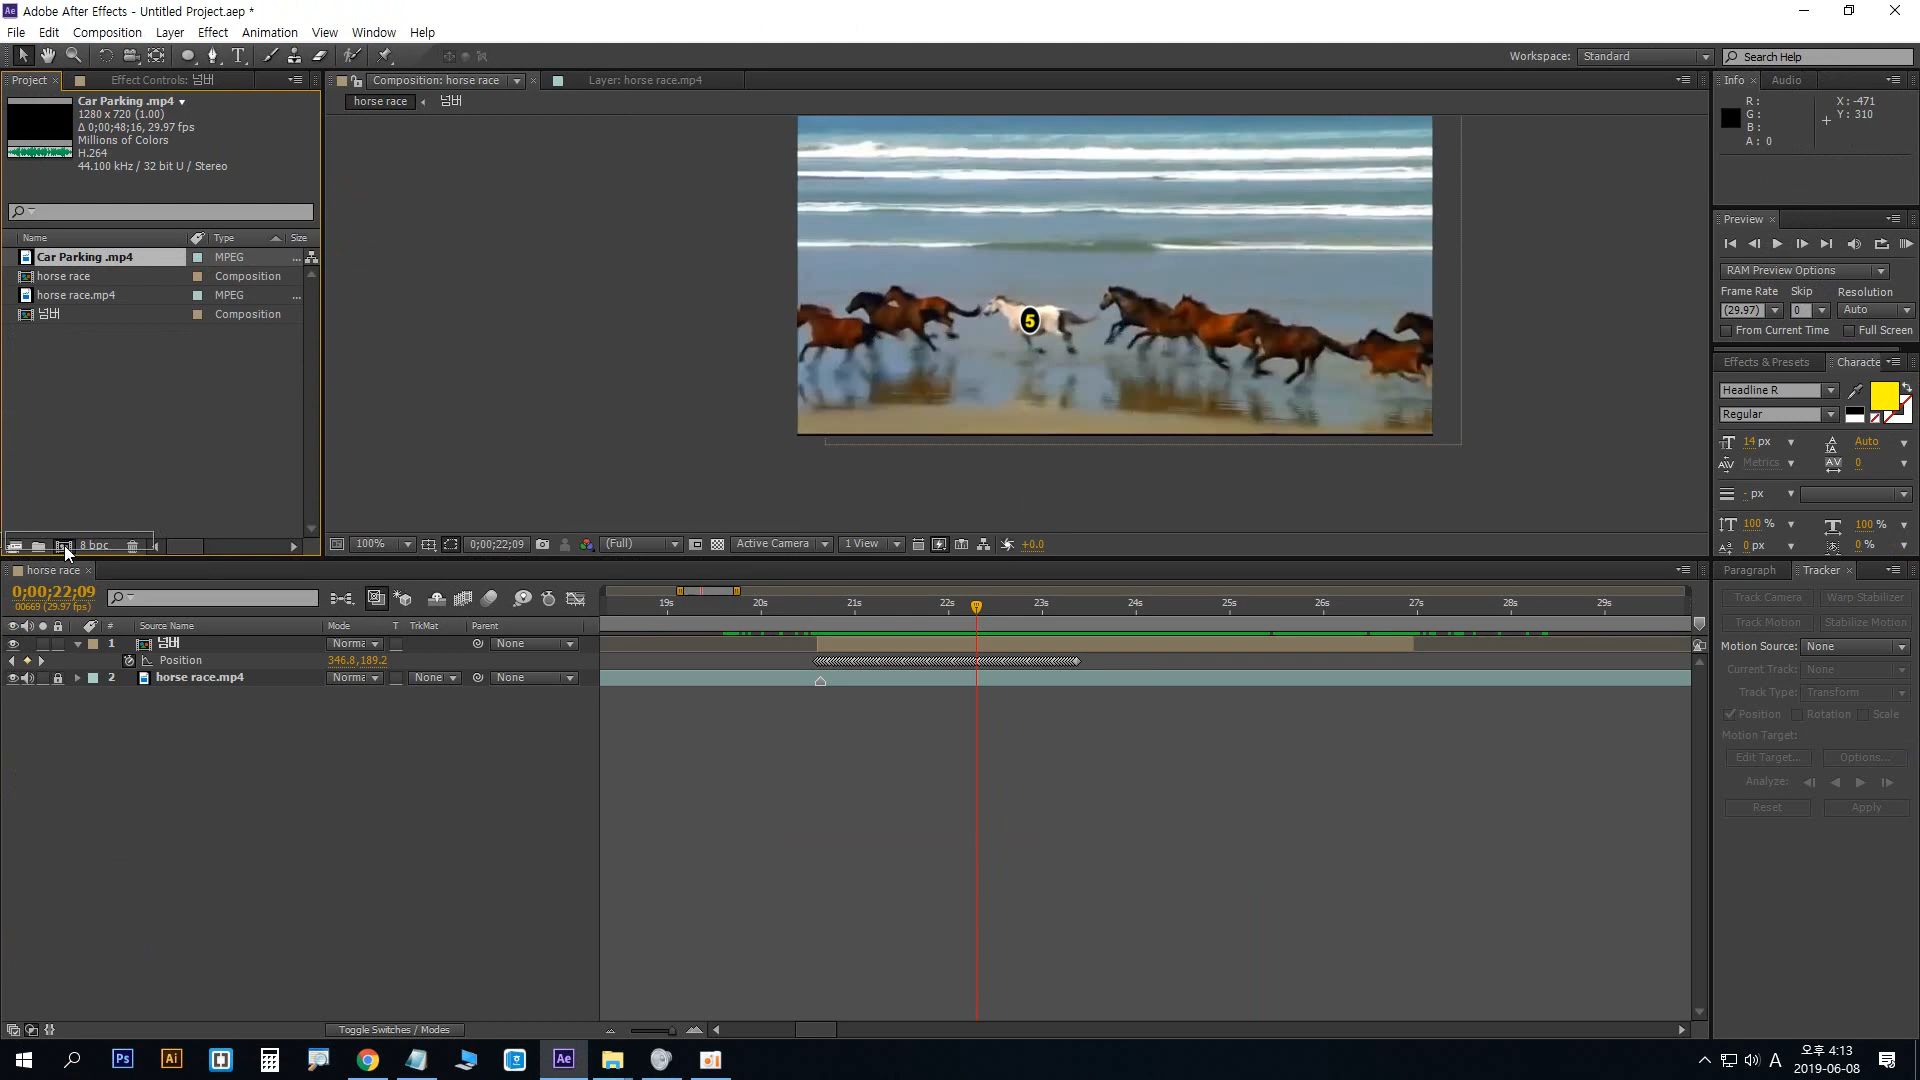 Adobe After Effects - Untitled Project.aep *
File Edit Composition Layer Effect Animation View Window Help
Workspace: Standard Search Help
Project Effect Controls: 넘버 Composition: horse race Layer: horse race.mp4 Info Audio
horse race 넘버
Car Parking .mp4
1280 x 720 (1.00)
Δ 0;00;48;16, 29.97 fps
Millions of Colors
H.264
44.100 kHz / 32 bit U / Stereo
R : X : -471
G : Y : 310
B :
A : 0
Preview
RAM Preview Options
Frame Rate Skip Resolution
(29.97) 0 Auto
From Current Time Full Screen
Name Type Size
Car Parking .mp4 MPEG ...
horse race Composition
horse race.mp4 MPEG ...
넘버 Composition
5
Effects & Presets Characte
Headline R
Regular
14 px Auto
Metrics 0
- px
100 % 100 %
0 px 0 %
8 bpc
100% 0;00;22;09 (Full) Active Camera 1 View +0.0
horse race
0;00;22;09
00669 (29.97 fps)
19s 20s 21s 22s 23s 24s 25s 26s 27s 28s 29s
# Source Name Mode T TrkMat Parent
1 넘버 Norma None
Position 346.8,189.2
2 horse race.mp4 Norma None None
Paragraph Tracker
Track Camera Warp Stabilizer
Track Motion Stabilize Motion
Motion Source: None
Current Track: None
Track Type: Transform
Position Rotation Scale
Motion Target:
Edit Target... Options...
Analyze:
Reset Apply
Toggle Switches / Modes
A 오후 4:13
2019-06-08